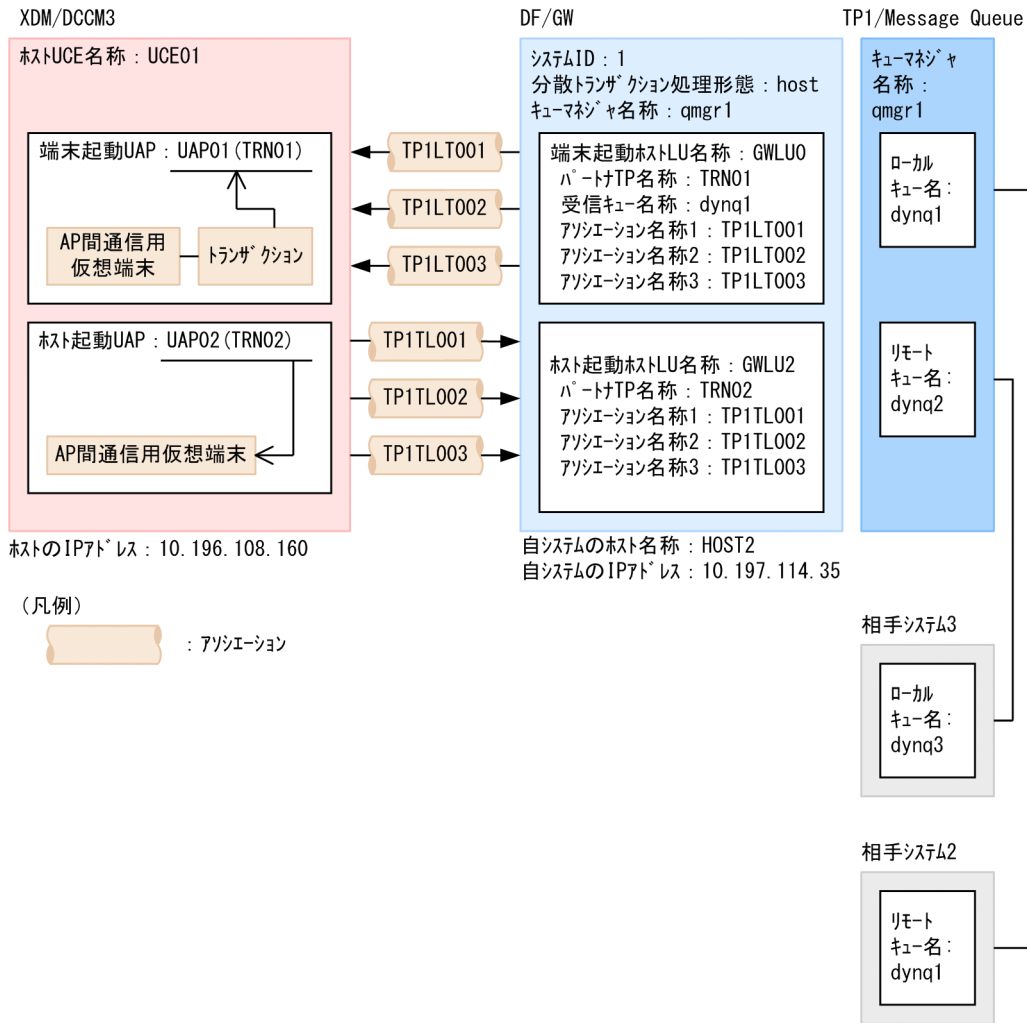 XDM/DCCM3
DF/GW
TP1/Message Queue
ﾎｽﾄUCE名称：UCE01
端末起動UAP：UAP01(TRN01)
AP間通信用
仮想端末
ﾄﾗﾝｻﾞｸｼｮﾝ
ﾎｽﾄ起動UAP：UAP02(TRN02)
AP間通信用仮想端末
ﾎｽﾄのIPｱﾄﾞﾚｽ：10.196.108.160
TP1LT001
TP1LT002
TP1LT003
TP1TL001
TP1TL002
TP1TL003
ｼｽﾃﾑID：1
分散ﾄﾗﾝｻﾞｸｼｮﾝ処理形態：host
ｷｭｰﾏﾈｼﾞｬ名称：qmgr1
端末起動ﾎｽﾄLU名称：GWLU0
ﾊﾟｰﾄﾅTP名称：TRN01
受信ｷｭｰ名称：dynq1
ｱｿｼｴｰｼｮﾝ名称1：TP1LT001
ｱｿｼｴｰｼｮﾝ名称2：TP1LT002
ｱｿｼｴｰｼｮﾝ名称3：TP1LT003
ﾎｽﾄ起動ﾎｽﾄLU名称：GWLU2
ﾊﾟｰﾄﾅTP名称：TRN02
ｱｿｼｴｰｼｮﾝ名称1：TP1TL001
ｱｿｼｴｰｼｮﾝ名称2：TP1TL002
ｱｿｼｴｰｼｮﾝ名称3：TP1TL003
自ｼｽﾃﾑのﾎｽﾄ名称：HOST2
自ｼｽﾃﾑのIPｱﾄﾞﾚｽ：10.197.114.35
ｷｭｰﾏﾈｼﾞｬ
名称：
qmgr1
ﾛｰｶﾙ
ｷｭｰ名：
dynq1
ﾘﾓｰﾄ
ｷｭｰ名：
dynq2
（凡例）
：ｱｿｼｴｰｼｮﾝ
相手ｼｽﾃﾑ3
ﾛｰｶﾙ
ｷｭｰ名：
dynq3
相手ｼｽﾃﾑ2
ﾘﾓｰﾄ
ｷｭｰ名：
dynq1